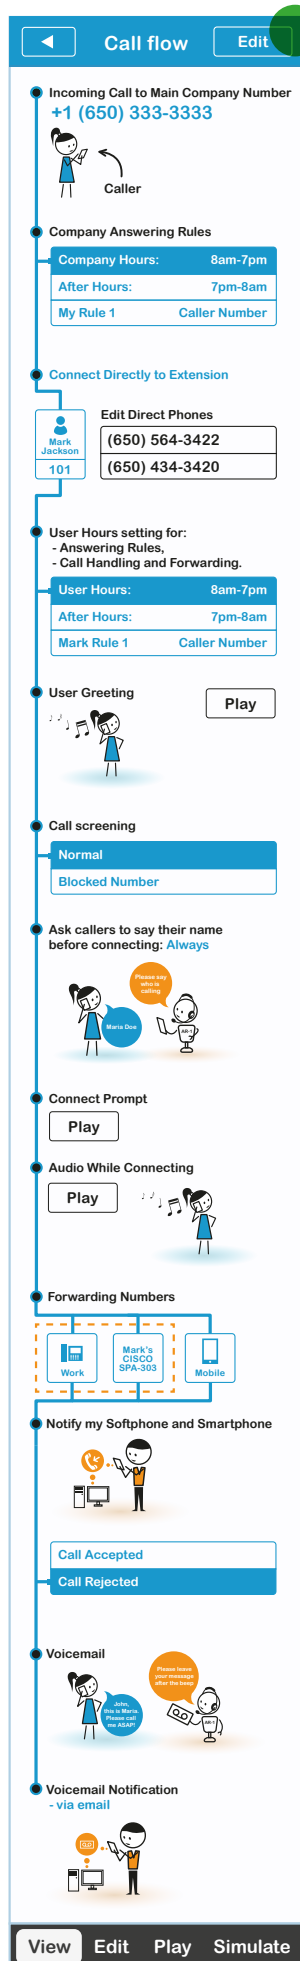 Call flow
Edit
Incoming Call to Main Company Number
+1 (650) 333-3333
Caller
Company Answering Rules
Company Hours: 8am-7pm
After Hours: 7pm-8am
My Rule 1 Caller Number
Connect Directly to Extension
Mark
Jackson
101
Edit Direct Phones
(650) 564-3422
(650) 434-3420
User Hours setting for:
- Answering Rules,
- Call Handling and Forwarding.
User Hours: 8am-7pm
After Hours: 7pm-8am
Mark Rule 1 Caller Number
User Greeting
Play
Call screening
Normal
Blocked Number
Ask callers to say their name
before connecting: Always
Please say
who is
calling
Maria Doe
AR-1
Connect Prompt
Play
Audio While Connecting
Play
Forwarding Numbers
Work
Mark's
CISCO
SPA-303
Mobile
Notify my Softphone and Smartphone
Call Accepted
Call Rejected
Voicemail
Please leave
your message
after the beep
John,
this is Maria.
Please call
me ASAP!
AR-1
Voicemail Notification
- via email
View Edit Play Simulate